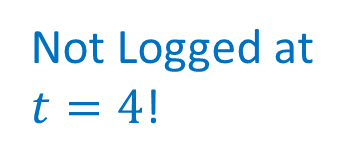 Not Logged at
𝑡 = 4!